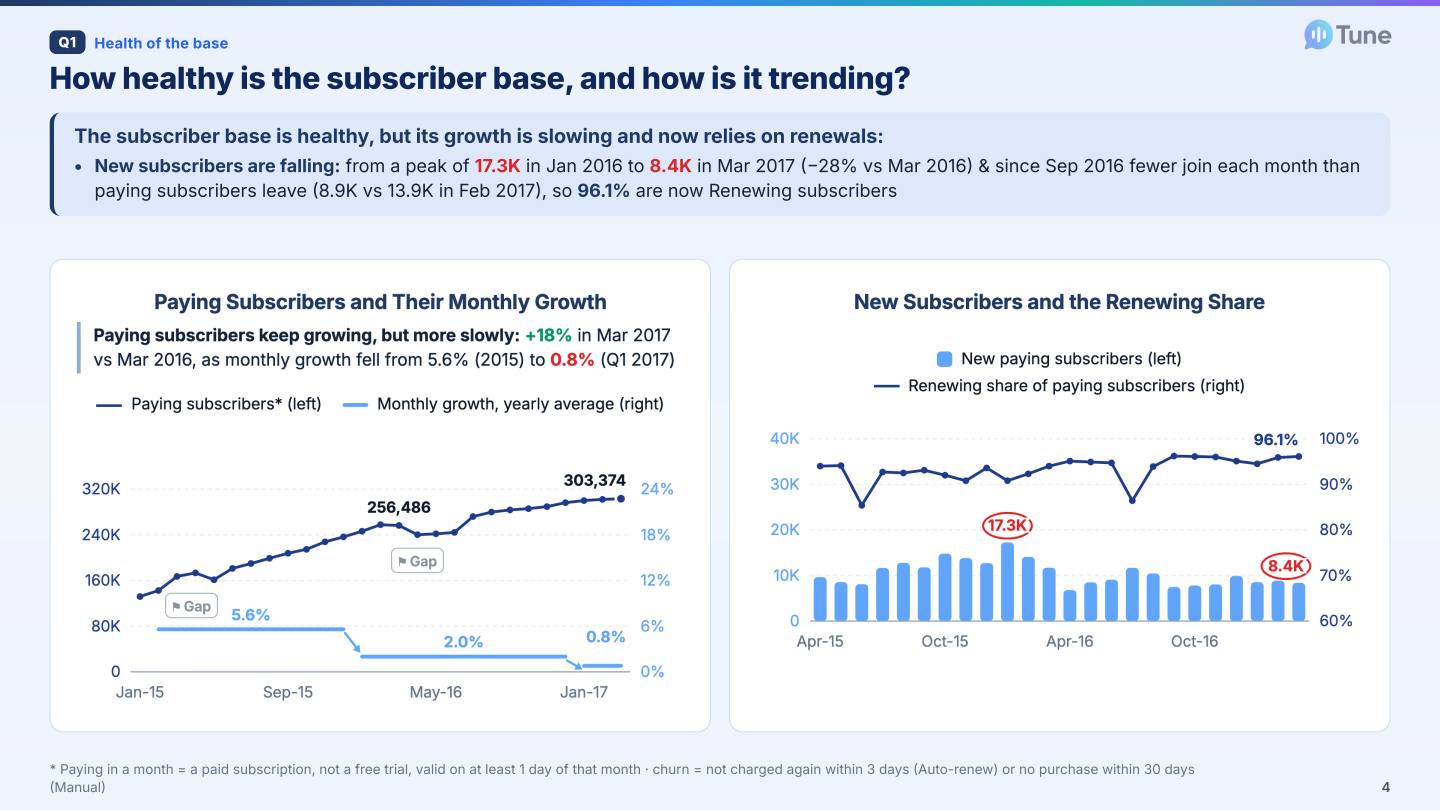 Q1 Health of the base
Tune
How healthy is the subscriber base, and how is it trending?
The subscriber base is healthy, but its growth is slowing and now relies on renewals:
• New subscribers are falling: from a peak of 17.3K in Jan 2016 to 8.4K in Mar 2017 (−28% vs Mar 2016) & since Sep 2016 fewer join each month than
paying subscribers leave (8.9K vs 13.9K in Feb 2017), so 96.1% are now Renewing subscribers
Paying Subscribers and Their Monthly Growth
Paying subscribers keep growing, but more slowly: +18% in Mar 2017
vs Mar 2016, as monthly growth fell from 5.6% (2015) to 0.8% (Q1 2017)
Paying subscribers* (left) Monthly growth, yearly average (right)
303,374
320K 24%
256,486
240K 18%
Gap
160K 12%
Gap
5.6%
80K 6%
2.0%
0.8%
0 0%
Jan-15 Sep-15 May-16 Jan-17
New Subscribers and the Renewing Share
New paying subscribers (left)
Renewing share of paying subscribers (right)
40K 96.1% 100%
30K 90%
17.3K
20K 80%
8.4K
10K 70%
0 60%
Apr-15 Oct-15 Apr-16 Oct-16
* Paying in a month = a paid subscription, not a free trial, valid on at least 1 day of that month · churn = not charged again within 3 days (Auto-renew) or no purchase within 30 days
(Manual)
4